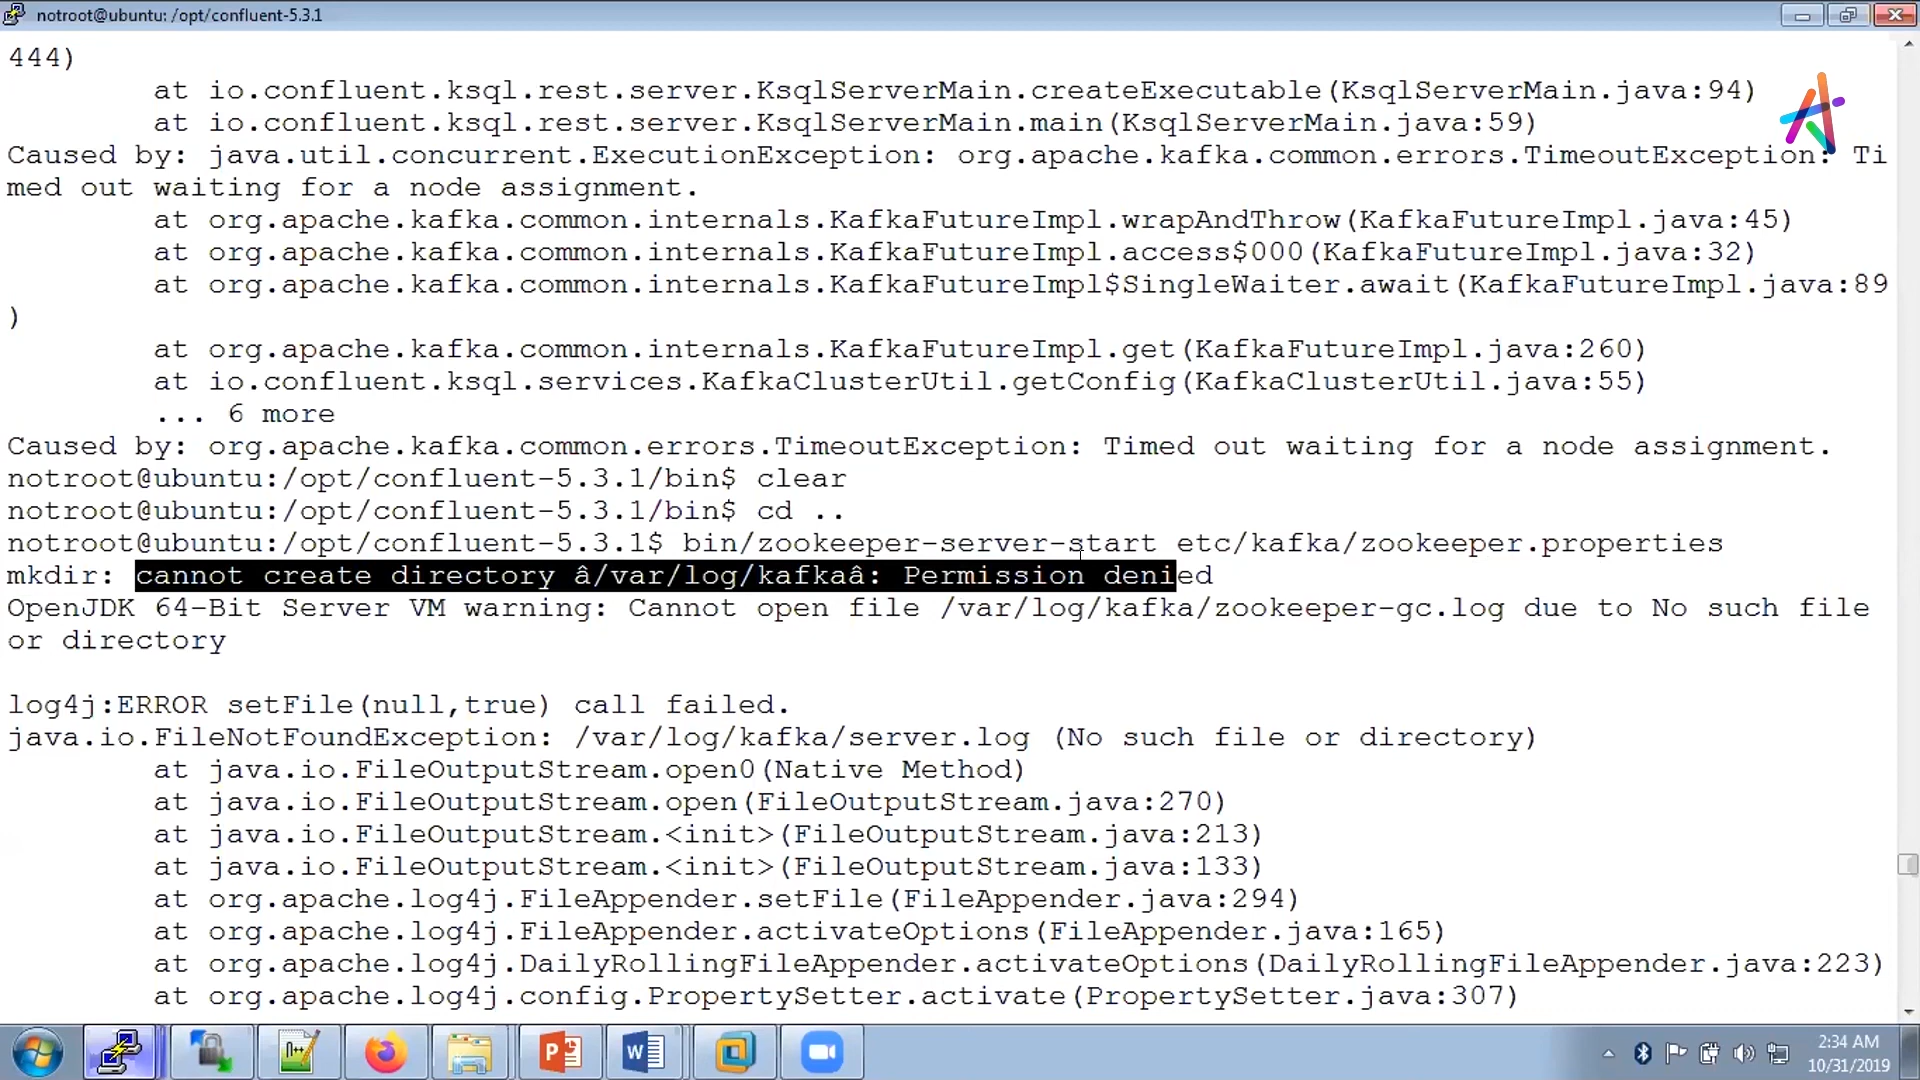 notroot@ubuntu: /opt/confluent-5.3.1
444)
at io.confluent.ksql.rest.server.KsqlServerMain.createExecutable(KsqlServerMain.java:94)
at io.confluent.ksql.rest.server.KsqlServerMain.main(KsqlServerMain.java:59)
Caused by: java.util.concurrent.ExecutionException: org.apache.kafka.common.errors.TimeoutException: Ti
med out waiting for a node assignment.
at org.apache.kafka.common.internals.KafkaFutureImpl.wrapAndThrow(KafkaFutureImpl.java:45)
at org.apache.kafka.common.internals.KafkaFutureImpl.access$000(KafkaFutureImpl.java:32)
at org.apache.kafka.common.internals.KafkaFutureImpl$SingleWaiter.await(KafkaFutureImpl.java:89
)
at org.apache.kafka.common.internals.KafkaFutureImpl.get(KafkaFutureImpl.java:260)
at io.confluent.ksql.services.KafkaClusterUtil.getConfig(KafkaClusterUtil.java:55)
... 6 more
Caused by: org.apache.kafka.common.errors.TimeoutException: Timed out waiting for a node assignment.
notroot@ubuntu:/opt/confluent-5.3.1/bin$ clear
notroot@ubuntu:/opt/confluent-5.3.1/bin$ cd ..
notroot@ubuntu:/opt/confluent-5.3.1$ bin/zookeeper-server-start etc/kafka/zookeeper.properties
mkdir: cannot create directory â/var/log/kafkaâ: Permission denied
OpenJDK 64-Bit Server VM warning: Cannot open file /var/log/kafka/zookeeper-gc.log due to No such file
or directory
log4j:ERROR setFile(null,true) call failed.
java.io.FileNotFoundException: /var/log/kafka/server.log (No such file or directory)
at java.io.FileOutputStream.open0(Native Method)
at java.io.FileOutputStream.open(FileOutputStream.java:270)
at java.io.FileOutputStream.<init>(FileOutputStream.java:213)
at java.io.FileOutputStream.<init>(FileOutputStream.java:133)
at org.apache.log4j.FileAppender.setFile(FileAppender.java:294)
at org.apache.log4j.FileAppender.activateOptions(FileAppender.java:165)
at org.apache.log4j.DailyRollingFileAppender.activateOptions(DailyRollingFileAppender.java:223)
at org.apache.log4j.config.PropertySetter.activate(PropertySetter.java:307)
2:34 AM
10/31/2019